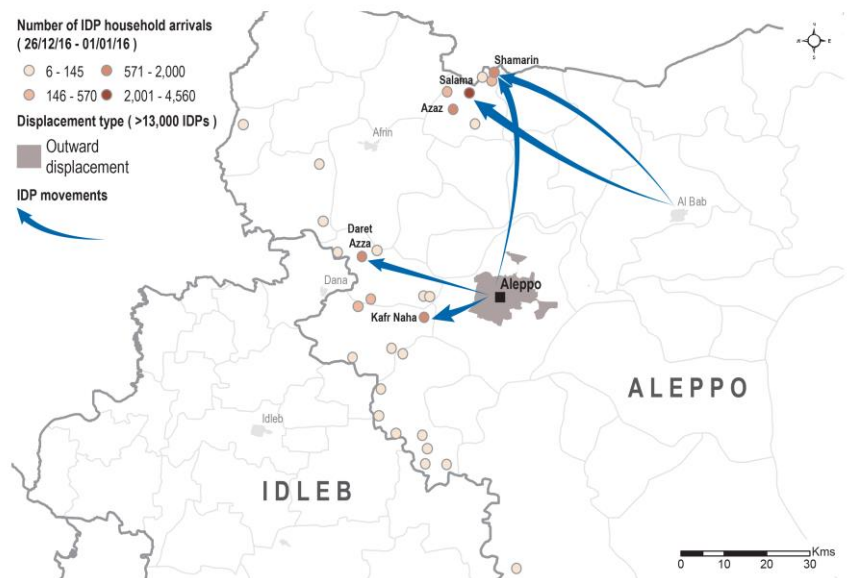 Number of IDP household arrivals
( 26/12/16 - 01/01/16 )
6 - 145
571 - 2,000
146 - 570
2,001 - 4,560
Displacement type ( >13,000 IDPs )
Outward
displacement
IDP movements
N
W
E
S
Shamarin
Salama
Azaz
Afrin
Al Bab
Daret
Azza
Dana
Aleppo
Kafr Naha
ALEPPO
Idleb
IDLEB
Kms
0 5 10 20 30